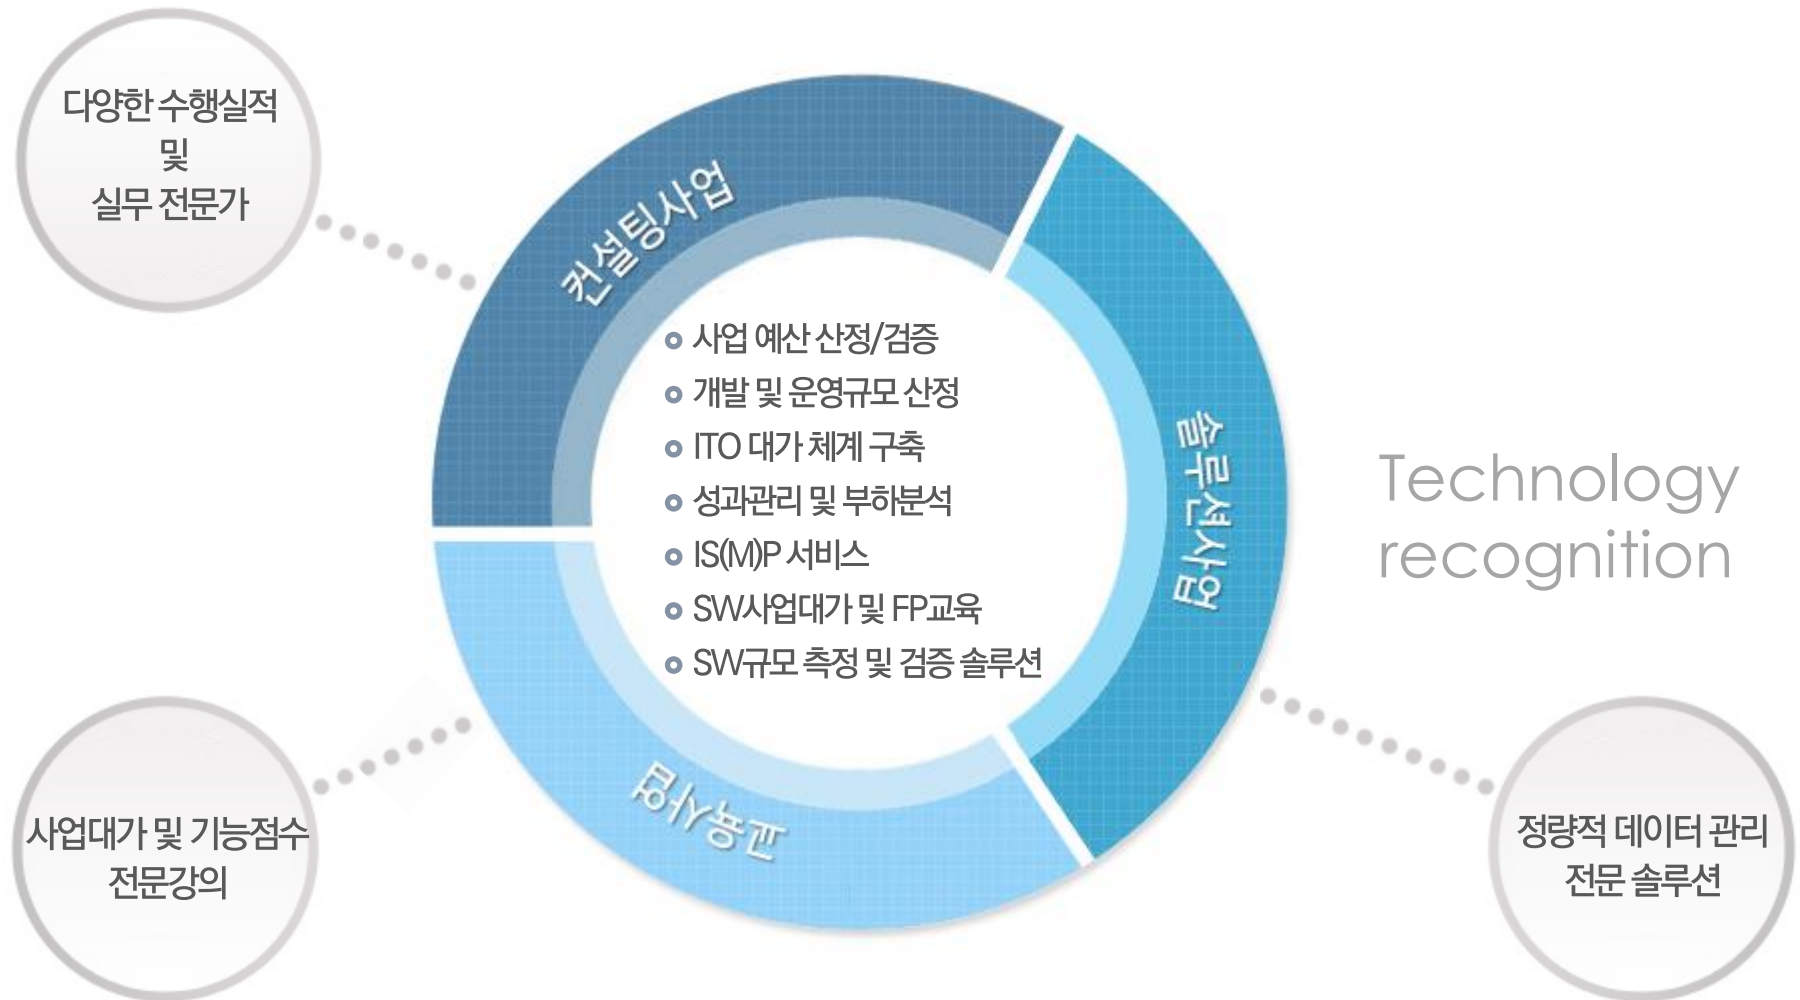 다양한 수행실적
및
실무 전문가
컨설팅사업
솔루션사업
교육사업
사업 예산 산정/검증
개발 및 운영규모 산정
ITO 대가 체계 구축
성과관리 및 부하분석
IS(M)P 서비스
SW사업대가 및 FP교육
SW규모 측정 및 검증 솔루션
Technology
recognition
사업대가 및 기능점수
전문강의
정량적 데이터 관리
전문 솔루션